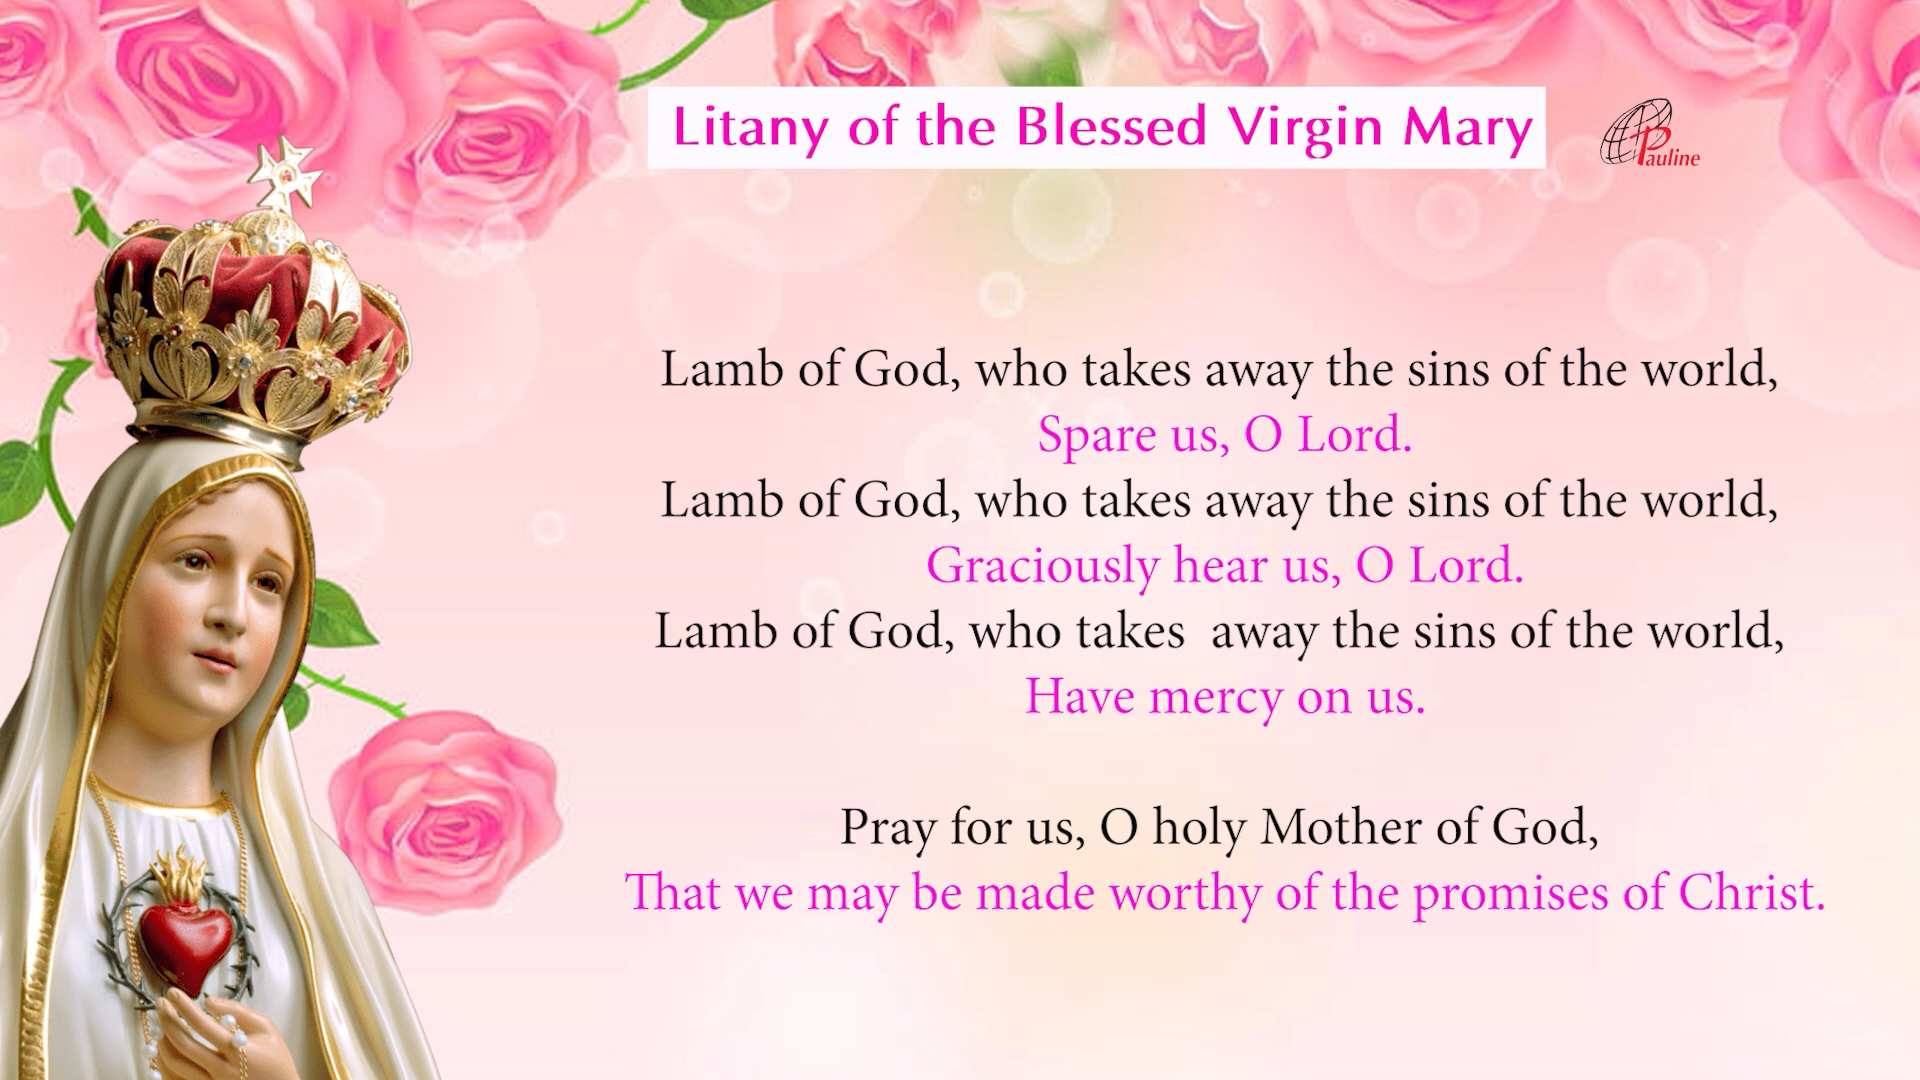 Litany of the Blessed Virgin Mary
Pauline
Lamb of God, who takes away the sins of the world,
Spare us, O Lord.
Lamb of God, who takes away the sins of the world,
Graciously hear us, O Lord.
Lamb of God, who takes  away the sins of the world,
Have mercy on us.
Pray for us, O holy Mother of God,
That we may be made worthy of the promises of Christ.